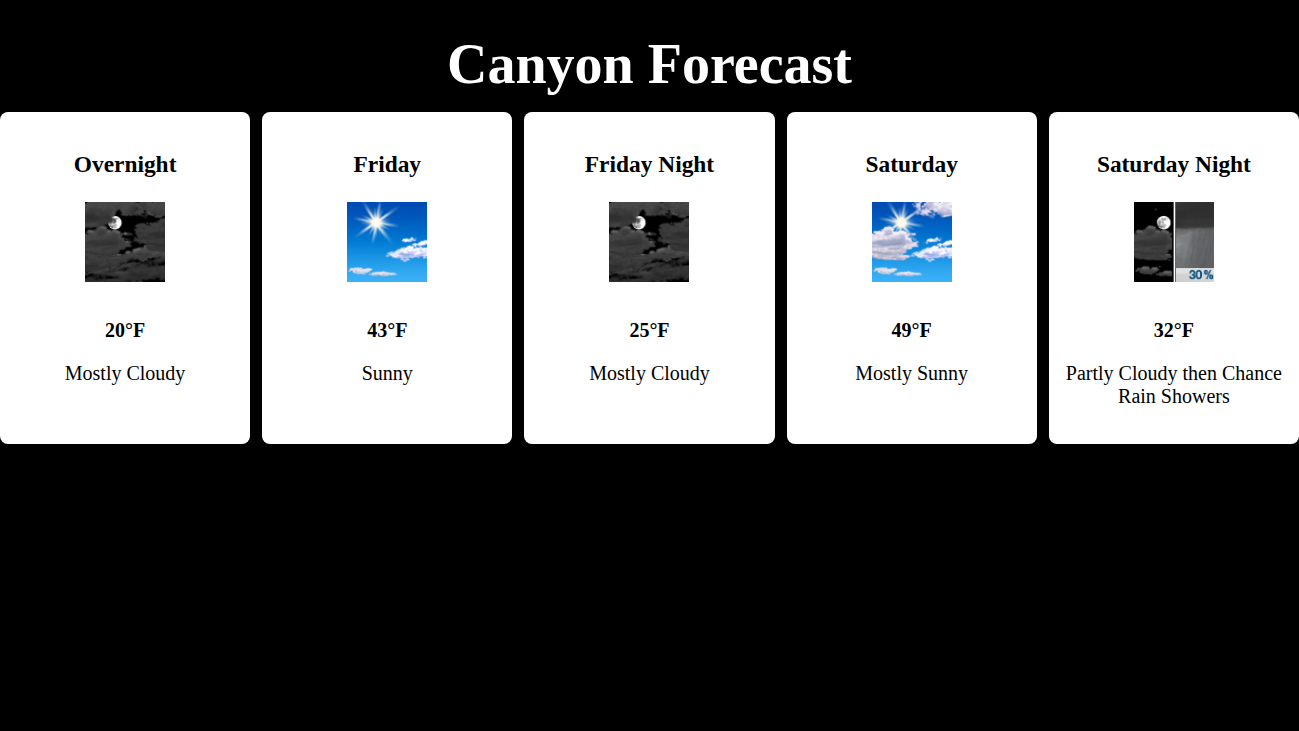 Canyon Forecast
Overnight
20°F
Mostly Cloudy
Friday
43°F
Sunny
Friday Night
25°F
Mostly Cloudy
Saturday
49°F
Mostly Sunny
Saturday Night
30%
32°F
Partly Cloudy then Chance
Rain Showers